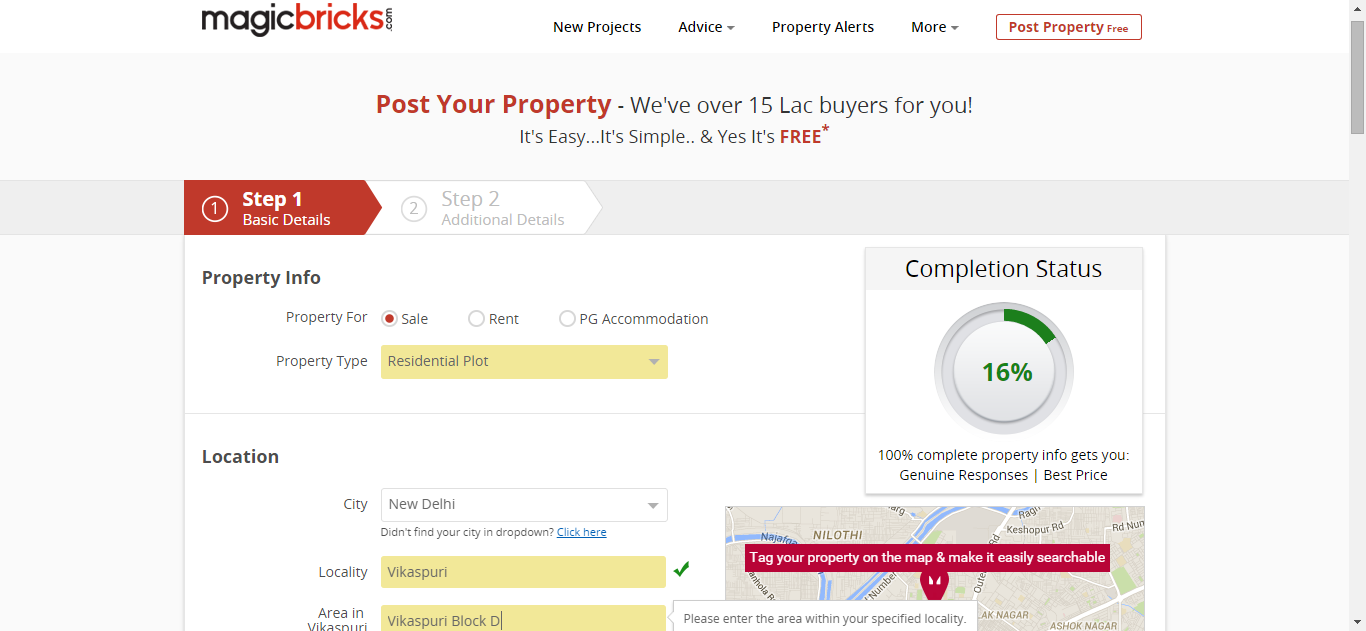 magicbricks.com
New Projects Advice Property Alerts More Post Property Free
Post Your Property - We've over 15 Lac buyers for you!
It's Easy...It's Simple.. & Yes It's FREE*
1 Step 1 2 Step 2
Basic Details Additional Details
Property Info
Property For Sale Rent PG Accommodation
Property Type Residential Plot
Completion Status
16%
100% complete property info gets you:
Genuine Responses | Best Price
Location
City New Delhi
Didn't find your city in dropdown? Click here
Locality Vikaspuri
Area in
Vikaspuri
Vikaspuri Block D
Please enter the area within your specified locality.
NILOTHI
Keshopur Rd
Tag your property on the map & make it easily searchable
ASHOK NAGAR